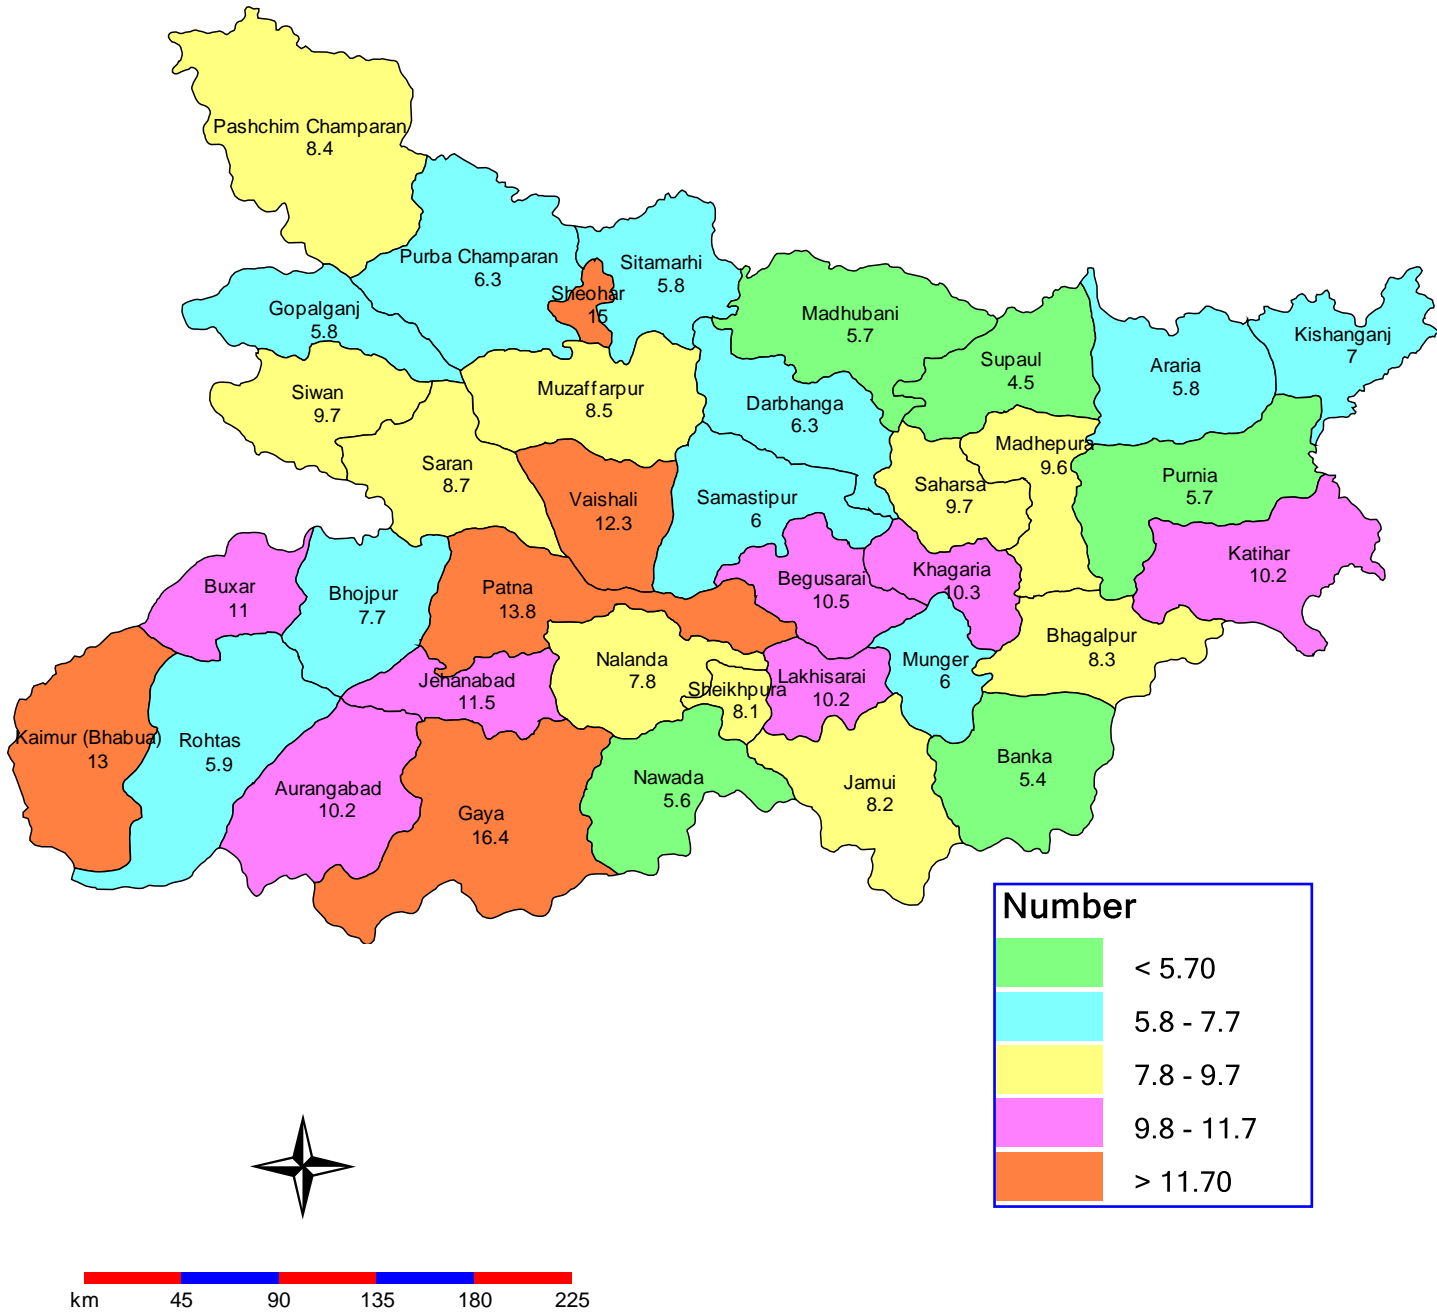 Pashchim Champaran
8.4
Purba Champaran
6.3
Sitamarhi
5.8
Sheohar
15
Gopalganj
5.8
Madhubani
5.7
Kishanganj
7
Supaul
4.5
Araria
5.8
Siwan
9.7
Muzaffarpur
8.5
Darbhanga
6.3
Madhepura
9.6
Saran
8.7
Vaishali
12.3
Samastipur
6
Saharsa
9.7
Purnia
5.7
Katihar
10.2
Buxar
11
Bhojpur
7.7
Patna
13.8
Begusarai
10.5
Khagaria
10.3
Bhagalpur
8.3
Nalanda
7.8
Munger
6
Jehanabad
11.5
Sheikhpura
8.1
Lakhisarai
10.2
Kaimur (Bhabua)
13
Rohtas
5.9
Aurangabad
10.2
Gaya
16.4
Nawada
5.6
Jamui
8.2
Banka
5.4
Number
< 5.70
5.8 - 7.7
7.8 - 9.7
9.8 - 11.7
> 11.70
km 45 90 135 180 225